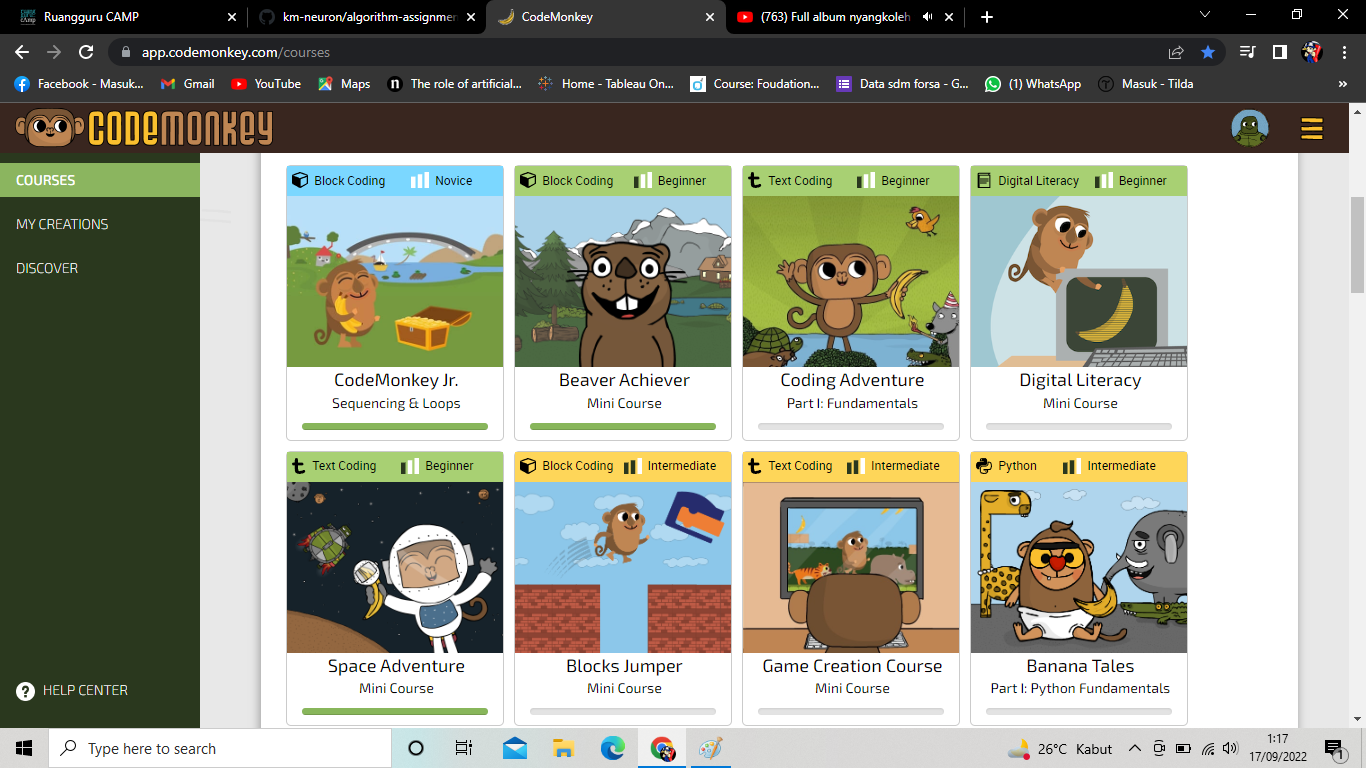 Ruangguru CAMP
km-neuron/algorithm-assignmen
CodeMonkey
(763) Full album nyangkoleh
app.codemonkey.com/courses
Facebook - Masuk...
Gmail
YouTube
Maps
The role of artificial...
Home - Tableau On...
Course: Foudation...
Data sdm forsa - G...
(1) WhatsApp
Masuk - Tilda
CODEMONKEY
COURSES
MY CREATIONS
DISCOVER
HELP CENTER
Block Coding Novice
CodeMonkey Jr.
Sequencing & Loops
Block Coding Beginner
Beaver Achiever
Mini Course
Text Coding Beginner
Coding Adventure
Part I: Fundamentals
Digital Literacy Beginner
Digital Literacy
Mini Course
Text Coding Beginner
Space Adventure
Mini Course
Block Coding Intermediate
Blocks Jumper
Mini Course
Text Coding Intermediate
Game Creation Course
Mini Course
Python Intermediate
Banana Tales
Part I: Python Fundamentals
Type here to search
26°C Kabut
1:17
17/09/2022
1